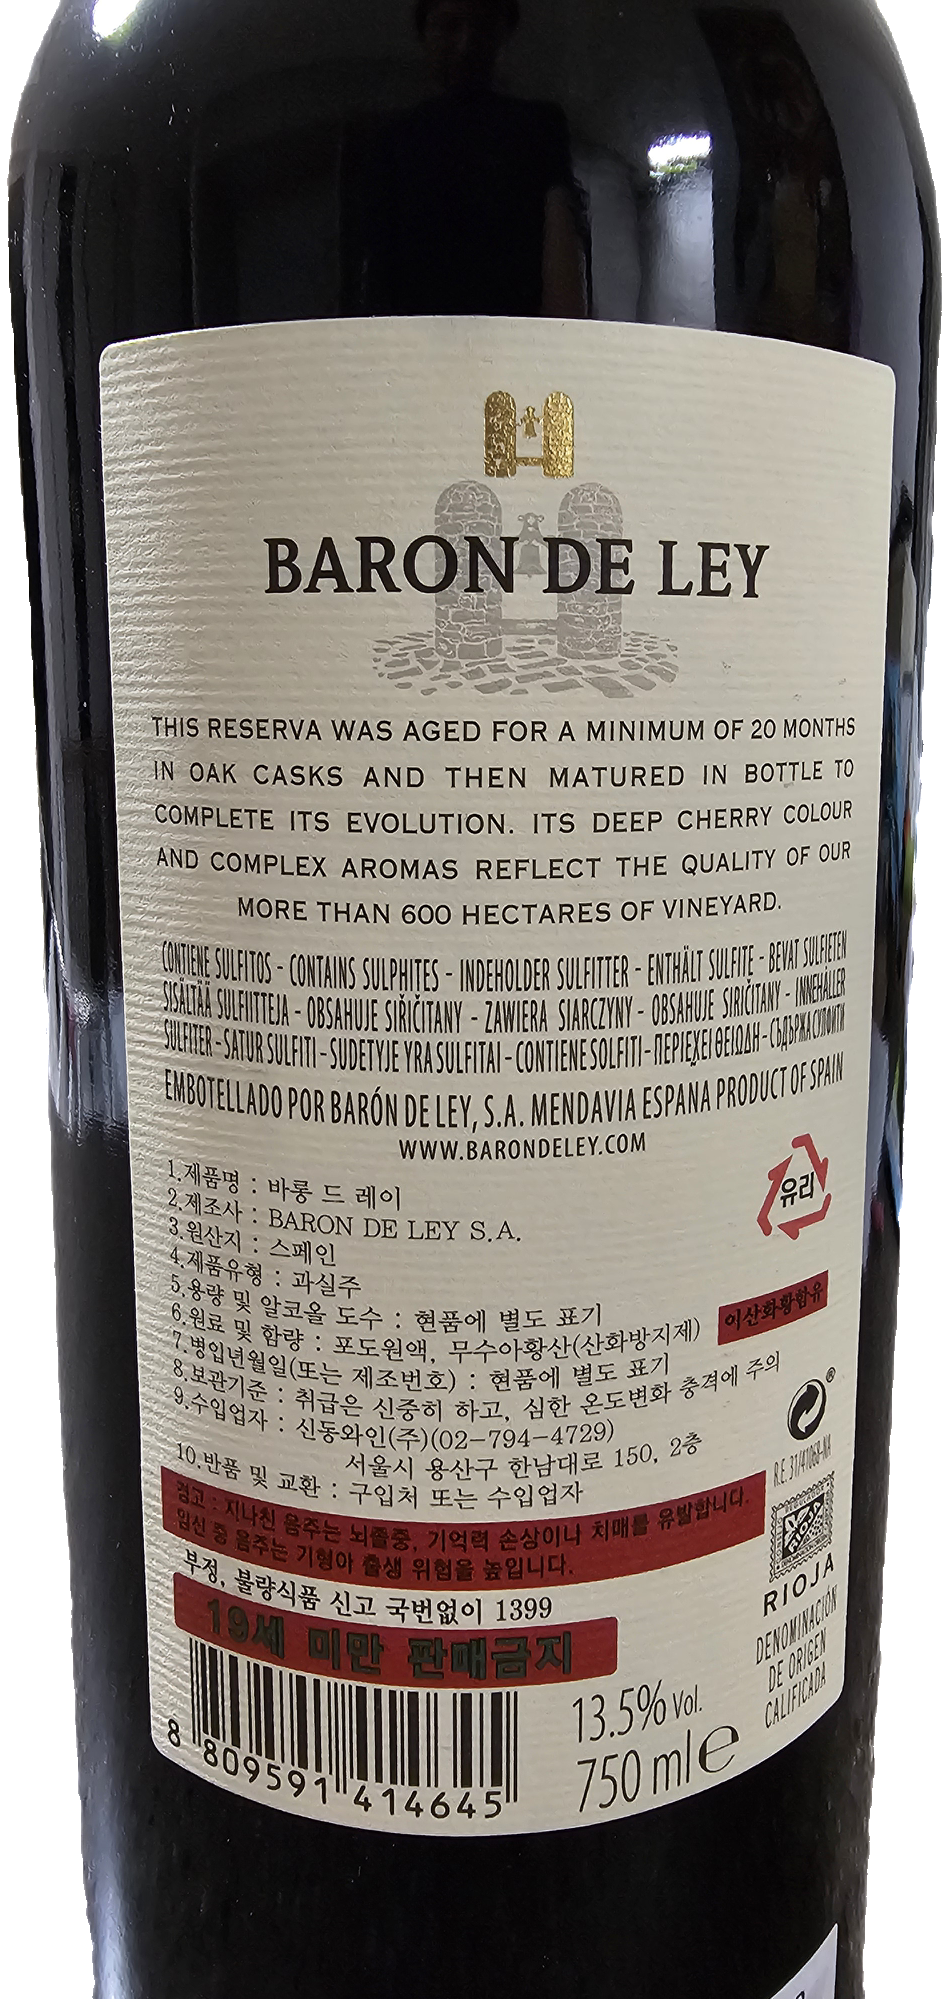 BARON DE LEY
THIS RESERVA WAS AGED FOR A MINIMUM OF 20 MONTHS
IN OAK CASKS AND THEN MATURED IN BOTTLE TO
COMPLETE ITS EVOLUTION. ITS DEEP CHERRY COLOUR
AND COMPLEX AROMAS REFLECT THE QUALITY OF OUR
MORE THAN 600 HECTARES OF VINEYARD.
CONTIENE SULFITOS - CONTAINS SULPHITES - INDEHOLDER SULFITTER - ENTHÄLT SULFITE - BEVAT SULFIETEN
SISÄLTÄÄ SULFIITTEJA - OBSAHUJE SIŘIČITANY - ZAWIERA SIARCZYNY - OBSAHUJE SIRIČITANY - INNEHÅLLER
SULFITER - SATUR SULFITI - SUDETYJE YRA SULFITAI - CONTIENE SOLFITI - ΠΕΡΙΕΧΕΙ ΘΕΙΩΔΗ - СЪДЪРЖА СУЛФИТИ
EMBOTELLADO POR BARÓN DE LEY, S.A. MENDAVIA ESPANA PRODUCT OF SPAIN
WWW.BARONDELEY.COM
1.제품명 : 바롱 드 레이
2.제조사 : BARON DE LEY S.A.
3.원산지 : 스페인
4.제품유형 : 과실주
5.용량 및 알코올 도수 : 현품에 별도 표기
6.원료 및 함량 : 포도원액, 무수아황산(산화방지제)
7.병입년월일(또는 제조번호) : 현품에 별도 표기
8.보관기준 : 취급은 신중히 하고, 심한 온도변화 충격에 주의
9.수입업자 : 신동와인(주)(02-794-4729)
서울시 용산구 한남대로 150, 2층
10.반품 및 교환 : 구입처 또는 수입업자
유리
이산화황함유
경고 : 지나친 음주는 뇌졸중, 기억력 손상이나 치매를 유발합니다.
임신 중 음주는 기형아 출생 위험을 높입니다.
부정, 불량식품 신고 국번없이 1399
19세 미만 판매금지
8 809591 414645
13.5% Vol.
750 ml e
®
R.E. 31/41068-NA
RIOJA
RIOJA
DENOMINACIÓN
DE ORIGEN
CALIFICADA